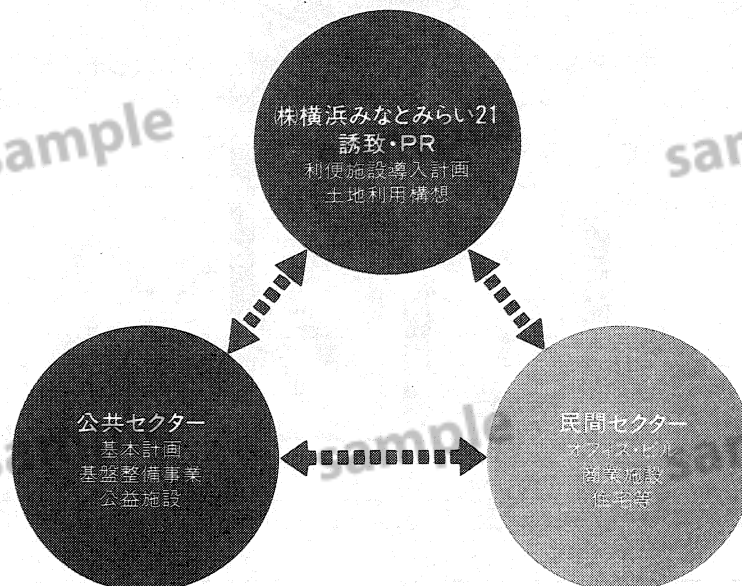 ㈱横浜みなとみらい21
誘致・PR
利便施設導入計画
土地利用構想
公共セクター
基本計画
基盤整備事業
公益施設
民間セクター
オフィス・ビル
商業施設
住宅等
sample
sam
sample
sample
sam